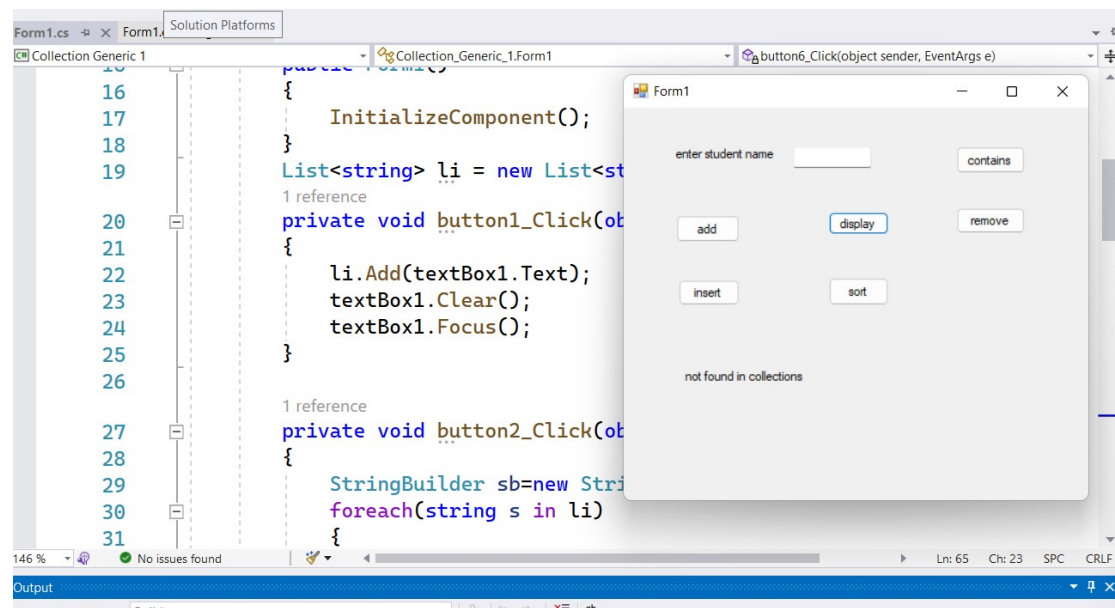 Solution Platforms
Form1.cs Form1.
Collection Generic 1 Collection_Generic_1.Form1 button6_Click(object sender, EventArgs e)
16 {
17 InitializeComponent();
18 }
19 List<string> li = new List<st
1 reference
20 private void button1_Click(ob
21 {
22 li.Add(textBox1.Text);
23 textBox1.Clear();
24 textBox1.Focus();
25 }
26
1 reference
27 private void button2_Click(ob
28 {
29 StringBuilder sb=new Stri
30 foreach(string s in li)
31 {
146 % No issues found Ln: 65 Ch: 23 SPC CRLF
Output
Form1
enter student name
contains
add display remove
insert sort
not found in collections